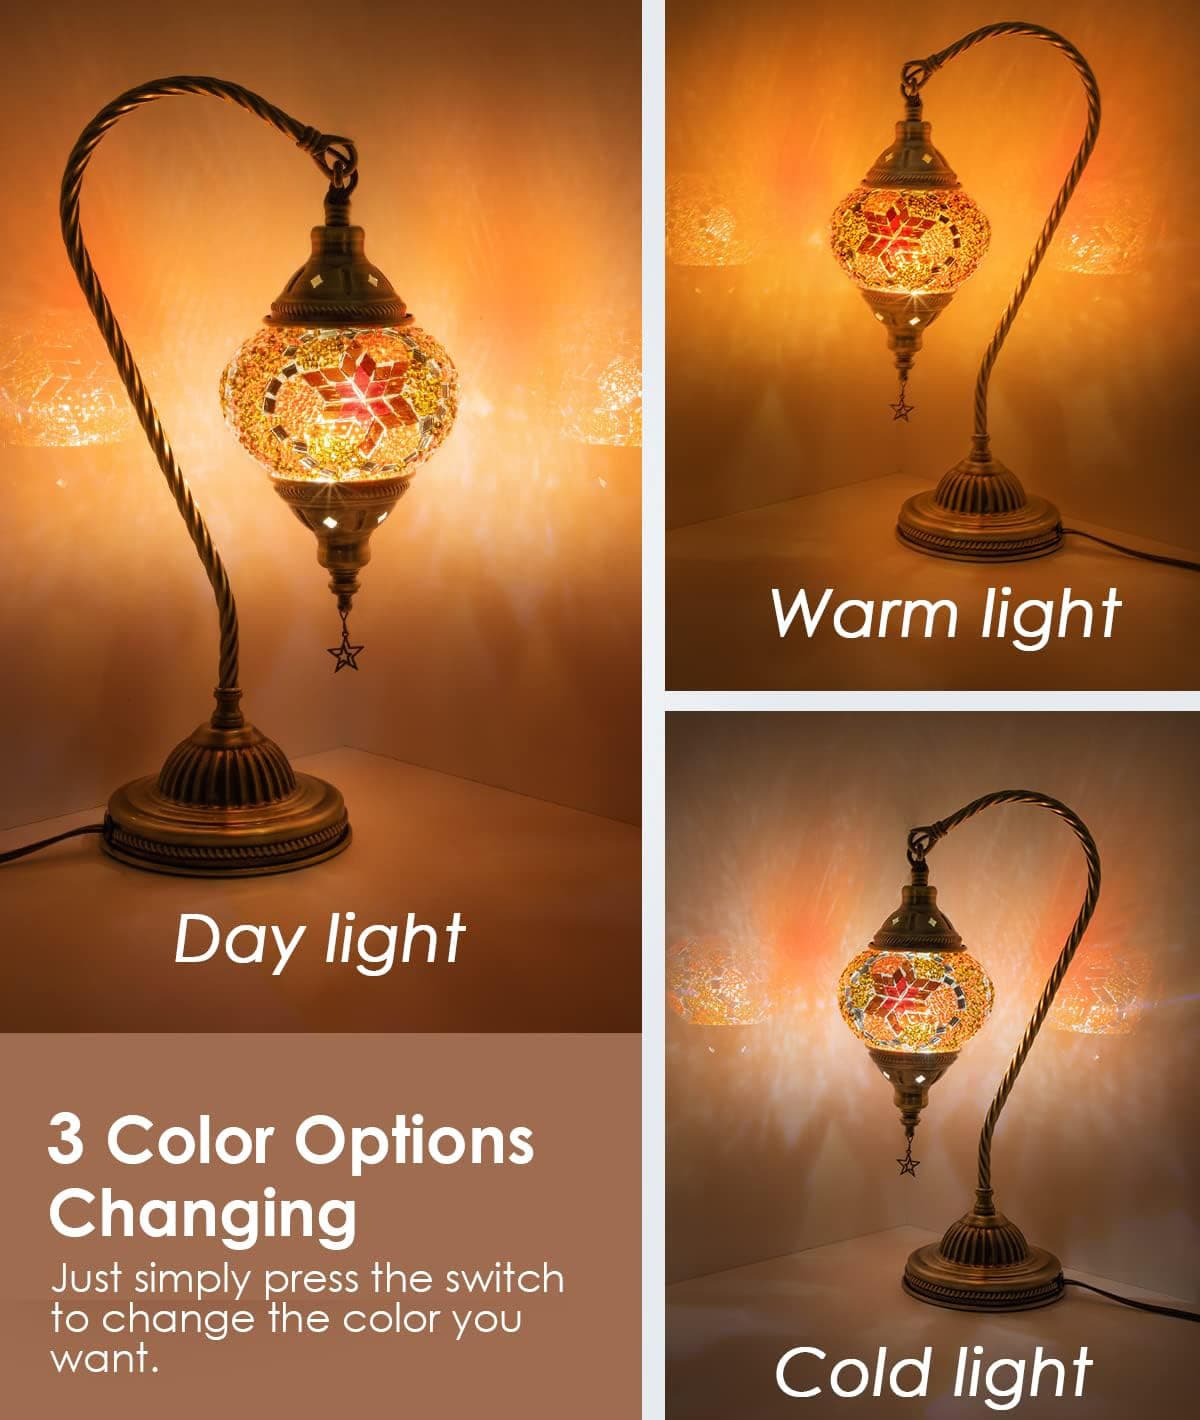 Day light
Warm light
3 Color Options
Changing
Just simply press the switch
to change the color you
want.
Cold light